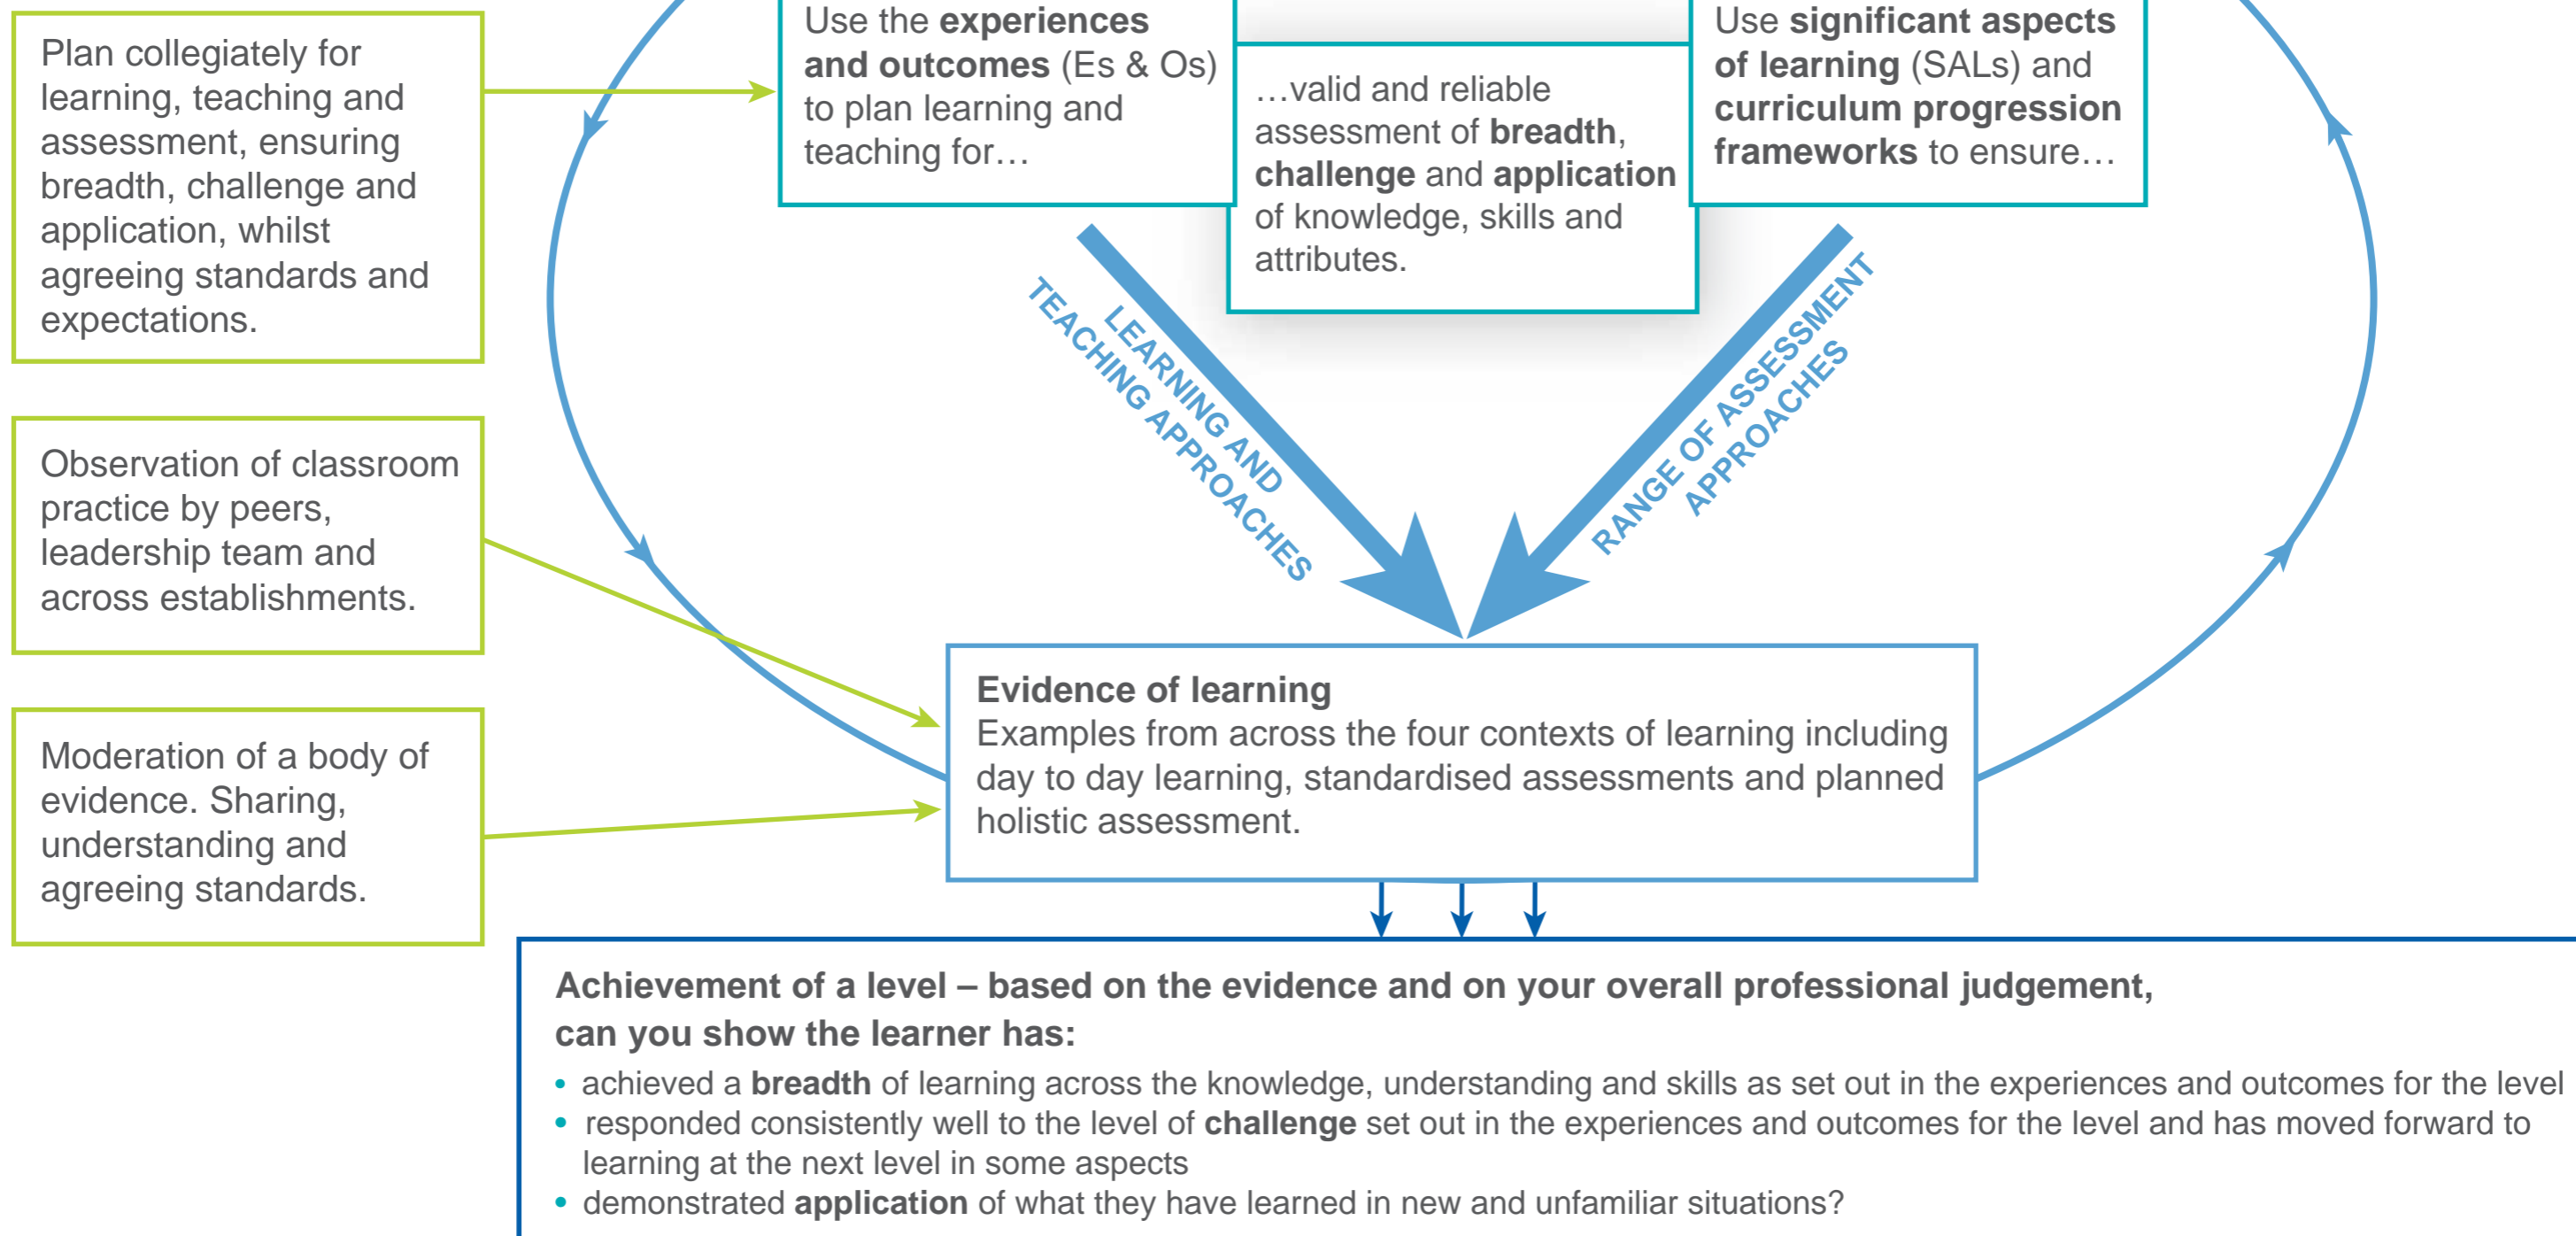 Plan collegiately for
learning, teaching and
assessment, ensuring
breadth, challenge and
application, whilst
agreeing standards and
expectations.
Use the experiences
and outcomes (Es & Os)
to plan learning and
teaching for…
…valid and reliable
assessment of breadth,
challenge and application
of knowledge, skills and
attributes.
Use significant aspects
of learning (SALs) and
curriculum progression
frameworks to ensure…
LEARNING AND
TEACHING APPROACHES
RANGE OF ASSESSMENT
APPROACHES
Observation of classroom
practice by peers,
leadership team and
across establishments.
Moderation of a body of
evidence. Sharing,
understanding and
agreeing standards.
Evidence of learning
Examples from across the four contexts of learning including
day to day learning, standardised assessments and planned
holistic assessment.
Achievement of a level – based on the evidence and on your overall professional judgement,
can you show the learner has:
• achieved a breadth of learning across the knowledge, understanding and skills as set out in the experiences and outcomes for the level
• responded consistently well to the level of challenge set out in the experiences and outcomes for the level and has moved forward to
learning at the next level in some aspects
• demonstrated application of what they have learned in new and unfamiliar situations?